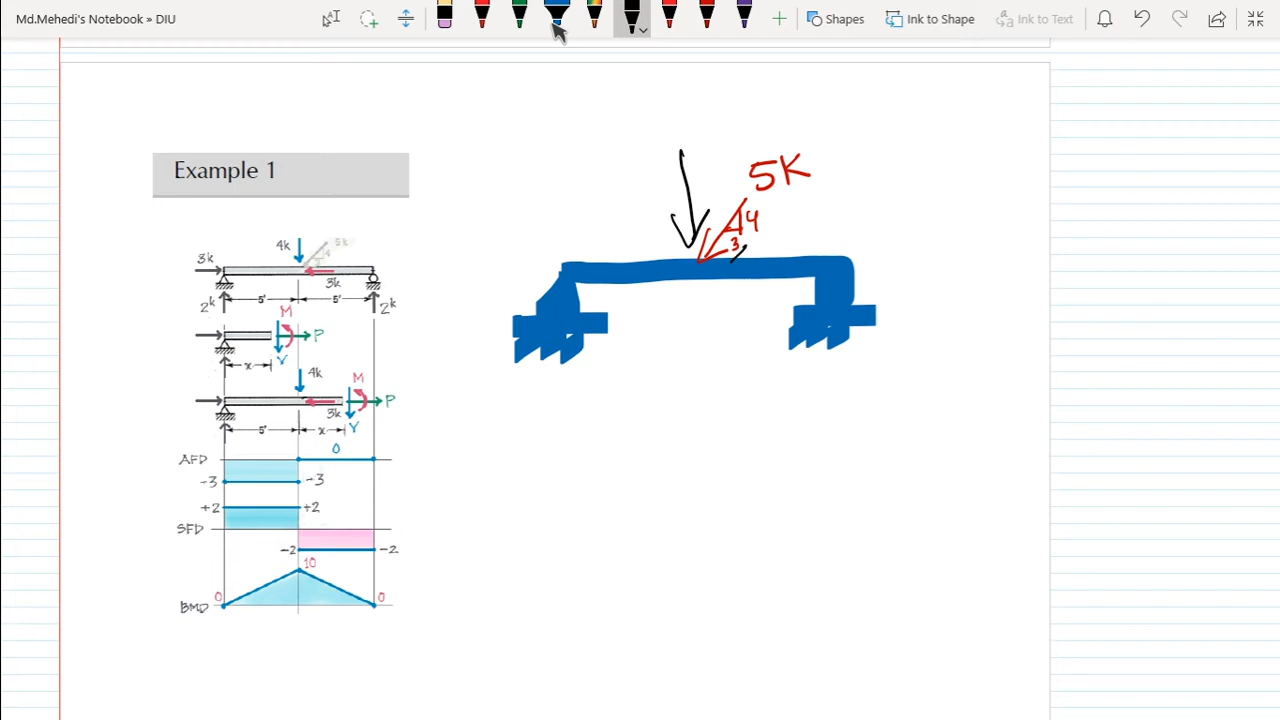 Md.Mehedi's Notebook » DIU
Shapes
Ink to Shape
Ink to Text
Example 1
5K
4
3
4k
5k
3k
3k
2k
5'
5'
2k
M
P
V
x
4k
M
P
3k
V
5'
x
0
AFD
-3
-3
+2
+2
SFD
-2
-2
10
0
0
BMD